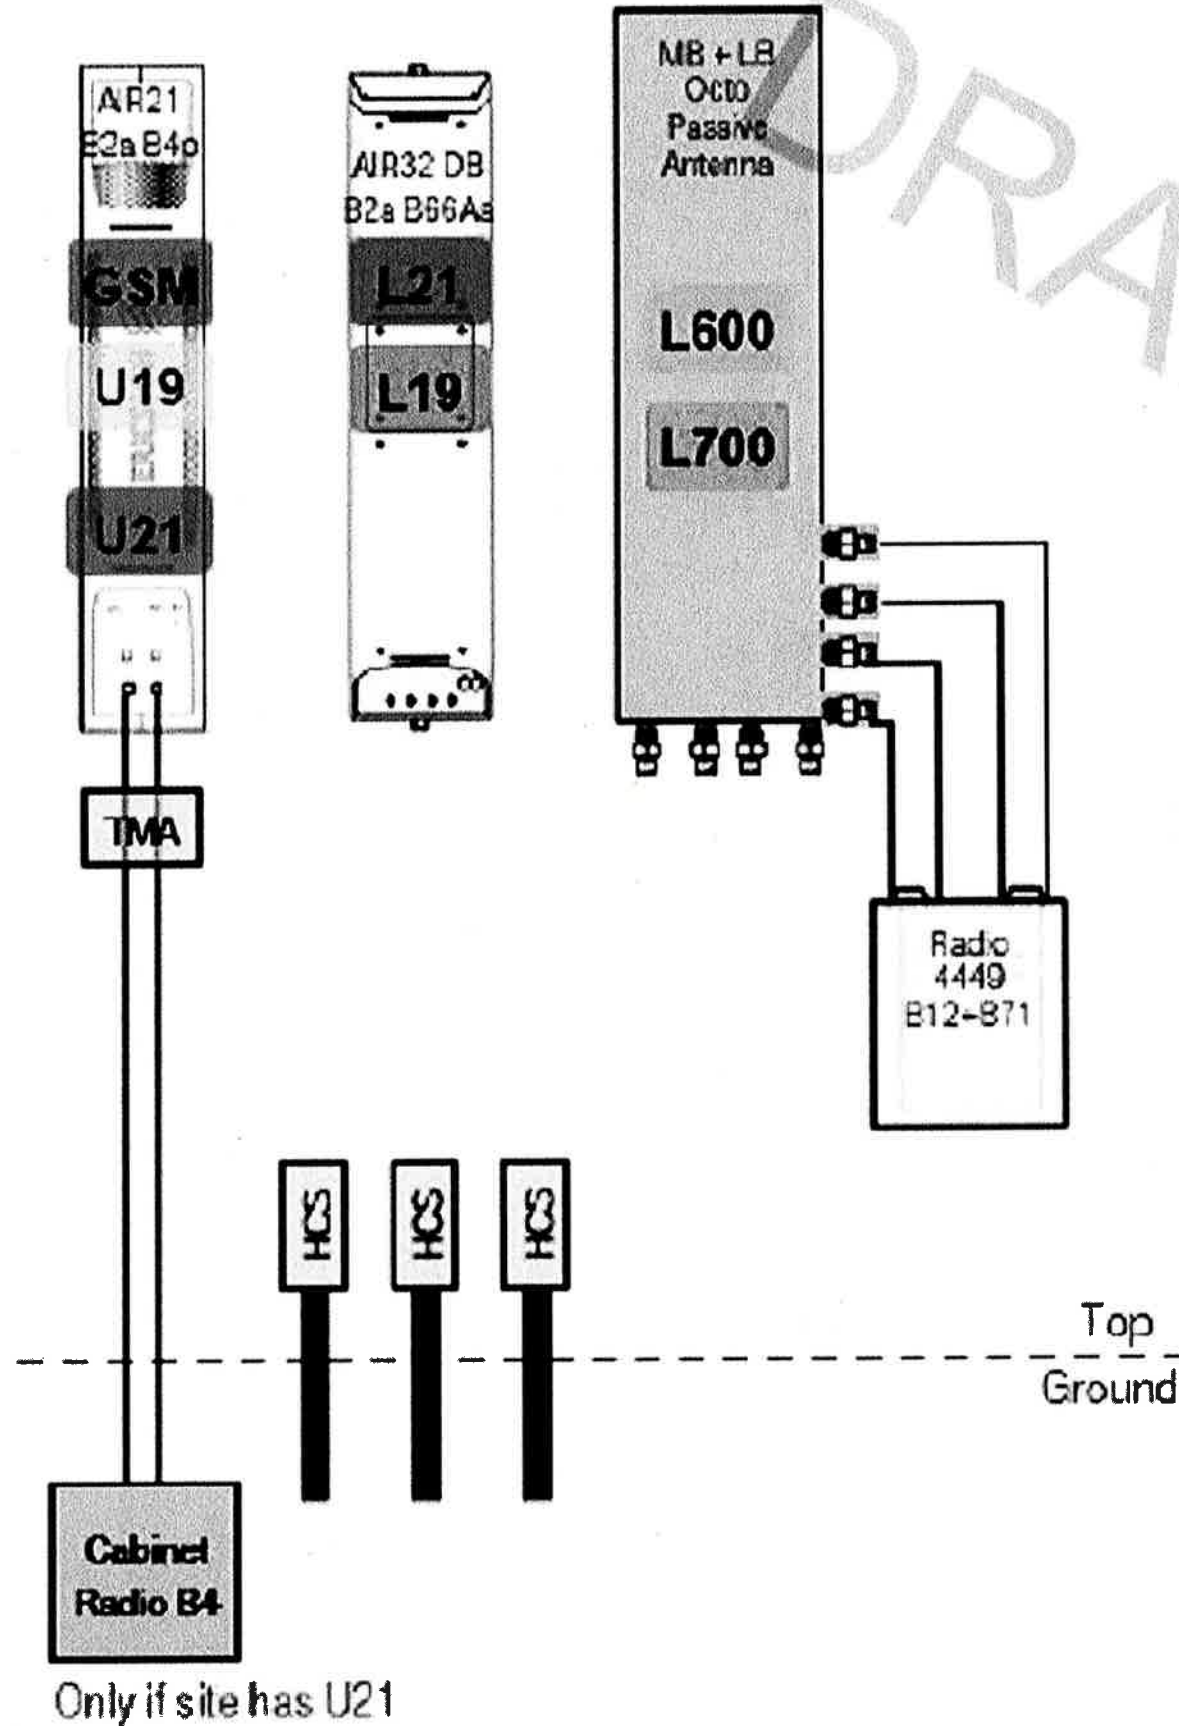 AIR21
B2a B4p
GSM
U19
U21
TMA
AIR32 DB
B2a B66Aa
L21
L19
MB + LB
Octo
Passive
Antenna
L600
L700
Radio
4449
B12+B71
HCS
HCS
HCS
Top
Ground
Cabinet
Radio B4
Only if site has U21
DRA